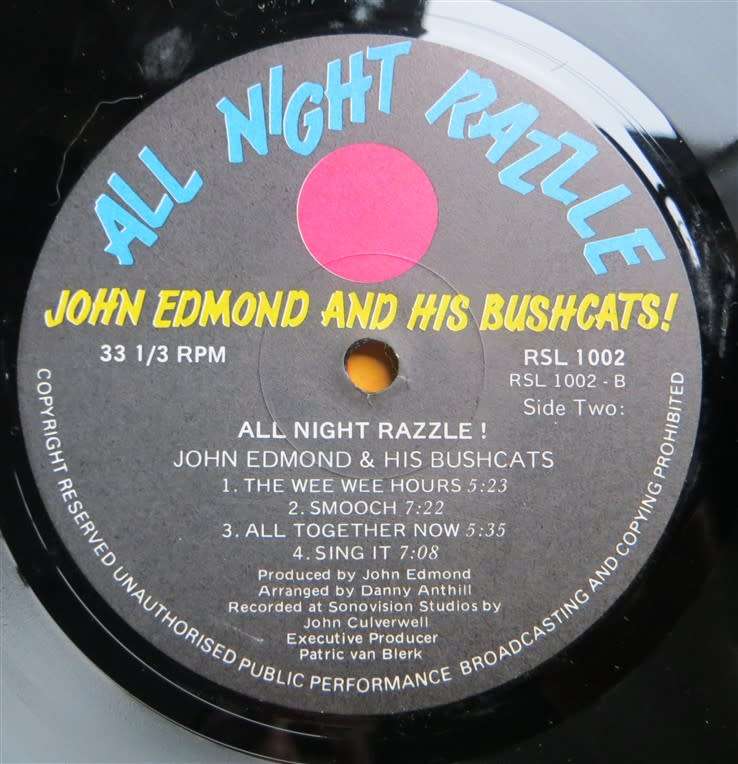 ALL NIGHT RAZZLE
JOHN EDMOND AND HIS BUSHCATS!
33 1/3 RPM
RSL 1002
RSL 1002 - B
Side Two:
ALL NIGHT RAZZLE !
JOHN EDMOND & HIS BUSHCATS
1. THE WEE WEE HOURS 5:23
2. SMOOCH 7:22
3. ALL TOGETHER NOW 5:35
4. SING IT 7:08
Produced by John Edmond
Arranged by Danny Anthill
Recorded at Sonovision Studios by
John Culverwell
Executive Producer
Patric van Blerk
COPYRIGHT RESERVED UNAUTHORISED PUBLIC PERFORMANCE BROADCASTING AND COPYING PROHIBITED